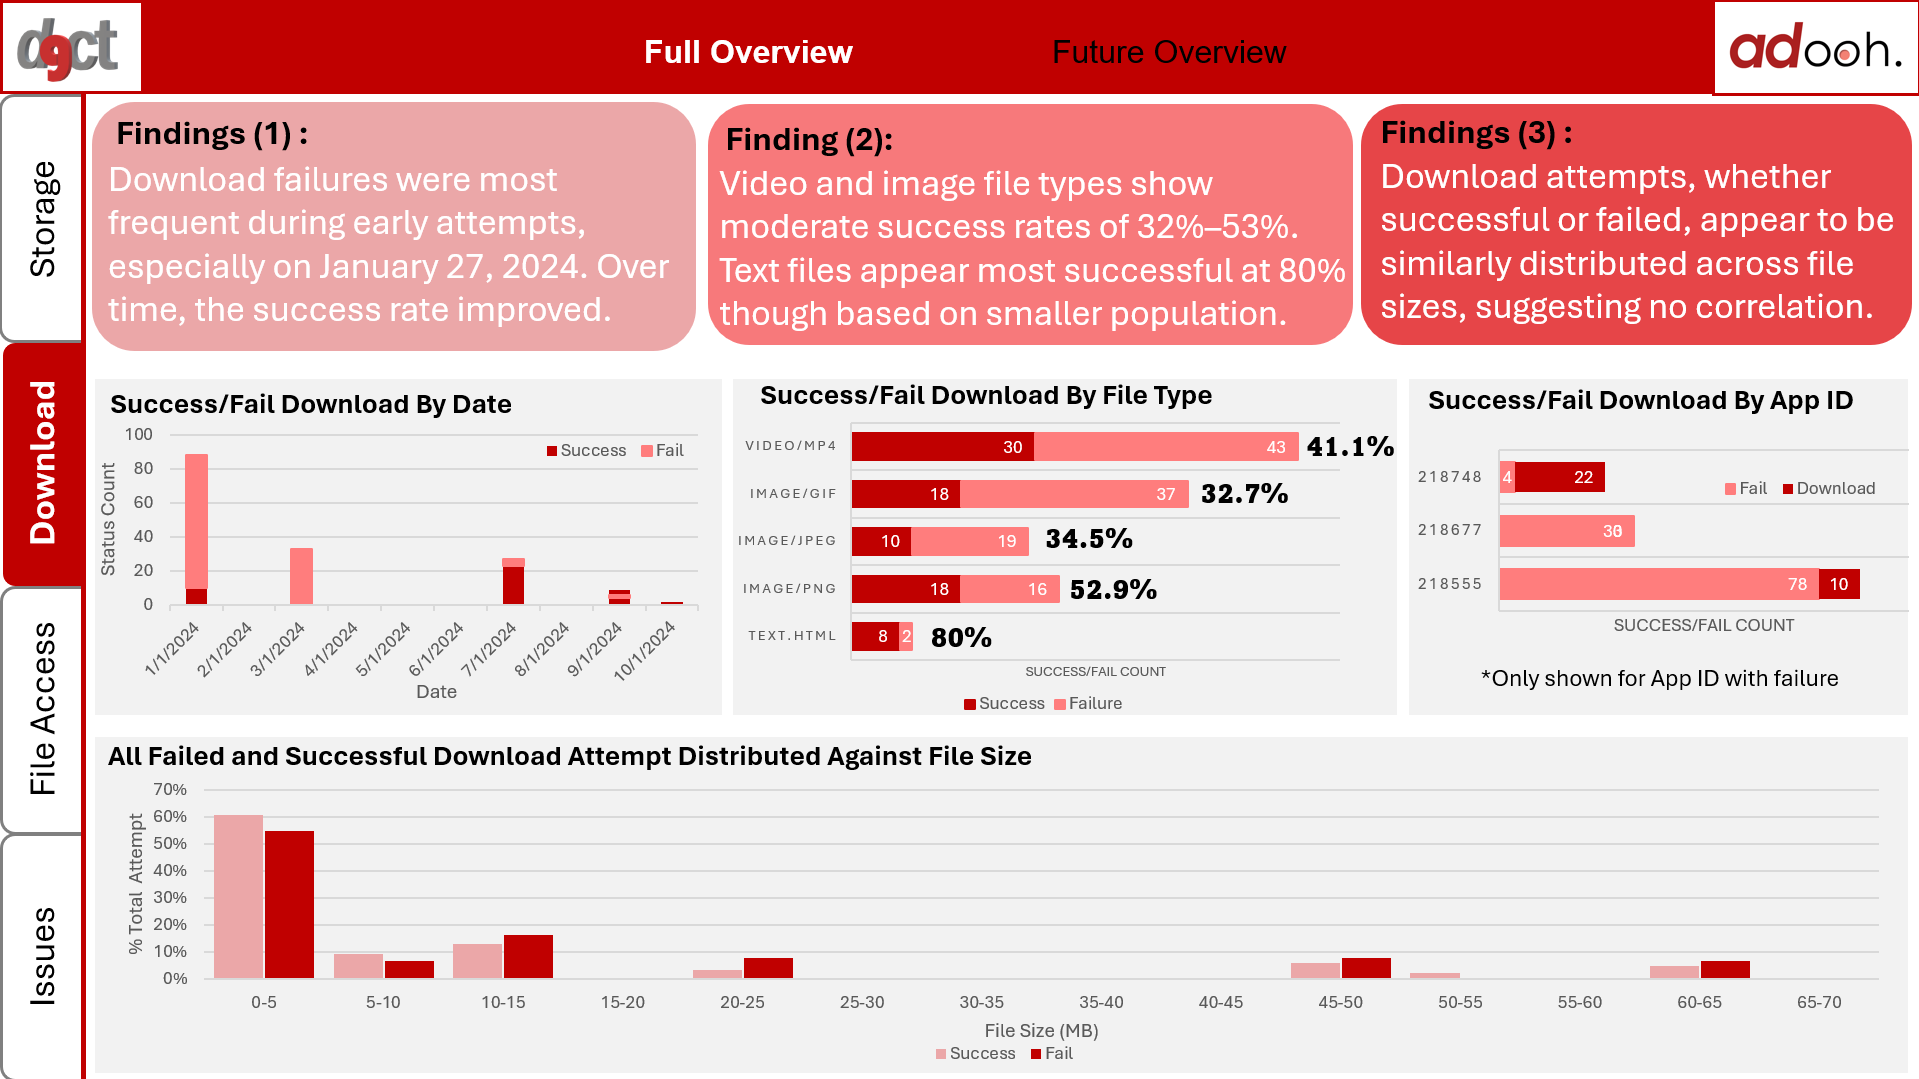 dgct
Full Overview
Future Overview
adooh.
Storage
Download
File Access
Issues
Findings (1) :
Download failures were most
frequent during early attempts,
especially on January 27, 2024. Over
time, the success rate improved.
Finding (2):
Video and image file types show
moderate success rates of 32%–53%.
Text files appear most successful at 80%
though based on smaller population.
Findings (3) :
Download attempts, whether
successful or failed, appear to be
similarly distributed across file
sizes, suggesting no correlation.
Success/Fail Download By Date
Success Fail
Status Count
100
80
60
40
20
0
1/1/2024
2/1/2024
3/1/2024
4/1/2024
5/1/2024
6/1/2024
7/1/2024
8/1/2024
9/1/2024
10/1/2024
Date
Success/Fail Download By File Type
VIDEO/MP4 30 43 41.1%
IMAGE/GIF 18 37 32.7%
IMAGE/JPEG 10 19 34.5%
IMAGE/PNG 18 16 52.9%
TEXT.HTML 8 2 80%
SUCCESS/FAIL COUNT
Success Failure
Success/Fail Download By App ID
218748 4 22
Fail Download
218677
218555 78 10
SUCCESS/FAIL COUNT
*Only shown for App ID with failure
All Failed and Successful Download Attempt Distributed Against File Size
% Total Attempt
70%
60%
50%
40%
30%
20%
10%
0%
0-5 5-10 10-15 15-20 20-25 25-30 30-35 35-40 40-45 45-50 50-55 55-60 60-65 65-70
File Size (MB)
Success Fail